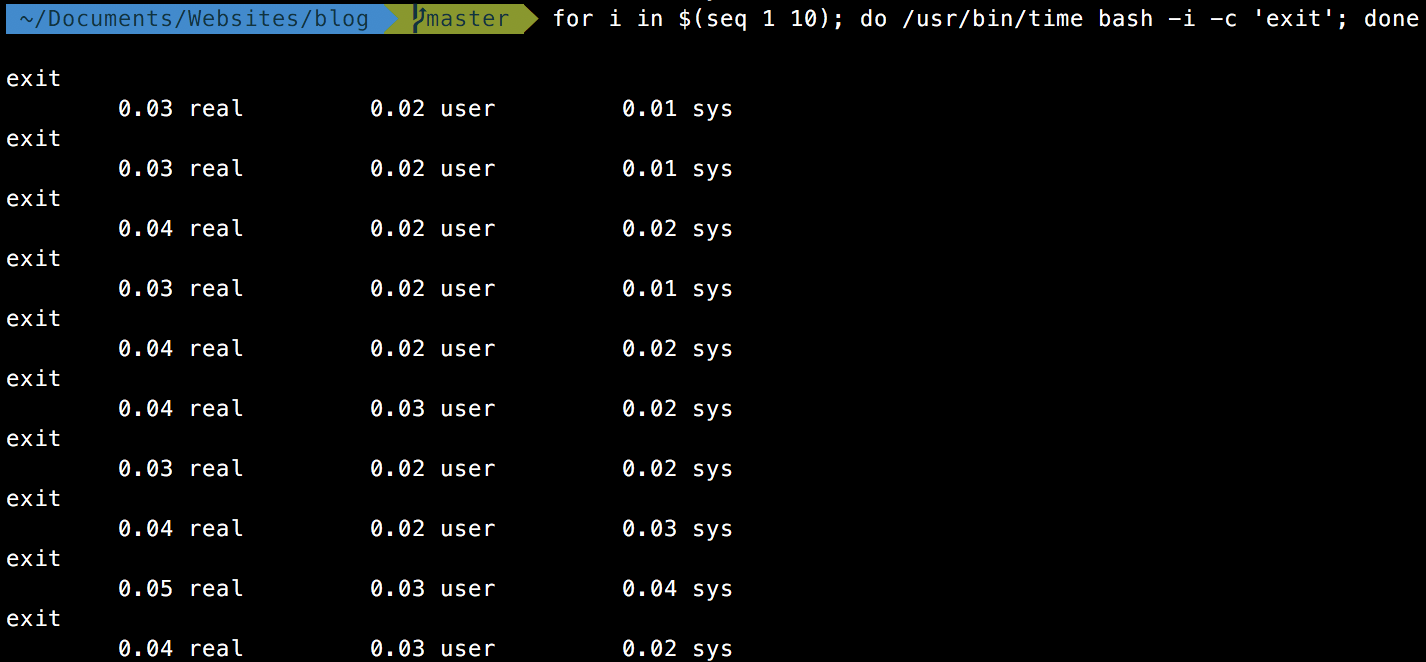 ~/Documents/Websites/blog master for i in $(seq 1 10); do /usr/bin/time bash -i -c 'exit'; done
exit
0.03 real 0.02 user 0.01 sys
exit
0.03 real 0.02 user 0.01 sys
exit
0.04 real 0.02 user 0.02 sys
exit
0.03 real 0.02 user 0.01 sys
exit
0.04 real 0.02 user 0.02 sys
exit
0.04 real 0.03 user 0.02 sys
exit
0.03 real 0.02 user 0.02 sys
exit
0.04 real 0.02 user 0.03 sys
exit
0.05 real 0.03 user 0.04 sys
exit
0.04 real 0.03 user 0.02 sys